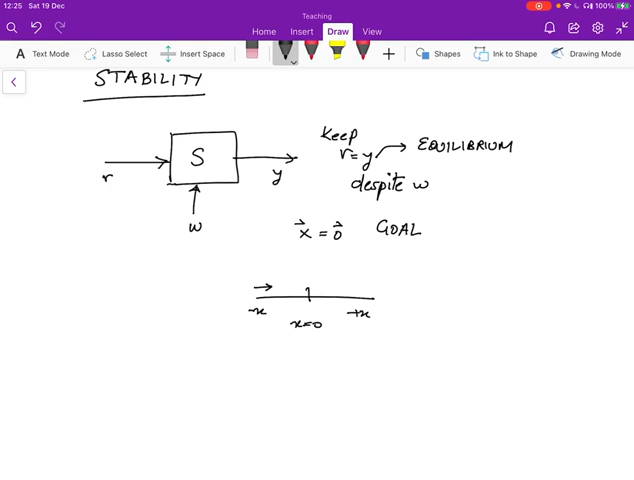 12:25 Sat 19 Dec
100%
Teaching
Home Insert Draw View
Text Mode Lasso Select Insert Space Shapes Ink to Shape Drawing Mode
STABILITY
Keep
r = y → EQUILIBRIUM
despite w
S
r
y
w
x⃗ = 0⃗ GOAL
-x
x=0
+x